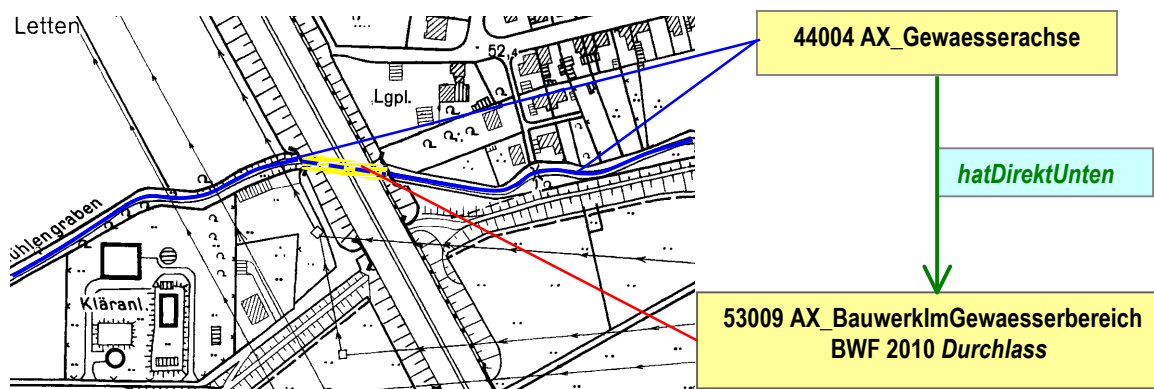 Letten
52,4
Lgpl.
ühlengraben
Kläranl.
44004 AX_Gewaesserachse
hatDirektUnten
53009 AX_BauwerkImGewaesserbereich
BWF 2010 Durchlass